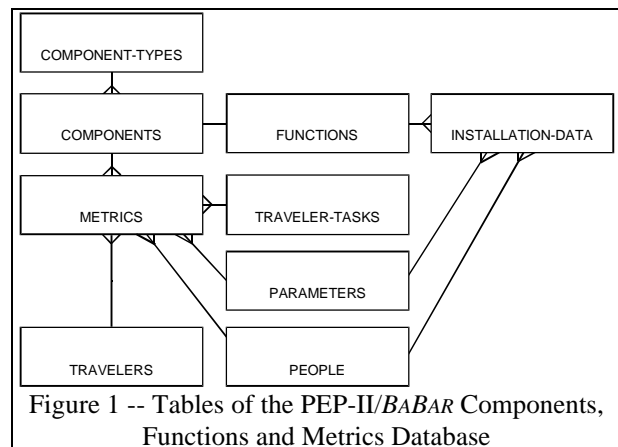 COMPONENT-TYPES
COMPONENTS
FUNCTIONS
INSTALLATION-DATA
METRICS
TRAVELER-TASKS
PARAMETERS
TRAVELERS
PEOPLE
Figure 1 -- Tables of the PEP-II/BABAR Components,
Functions and Metrics Database